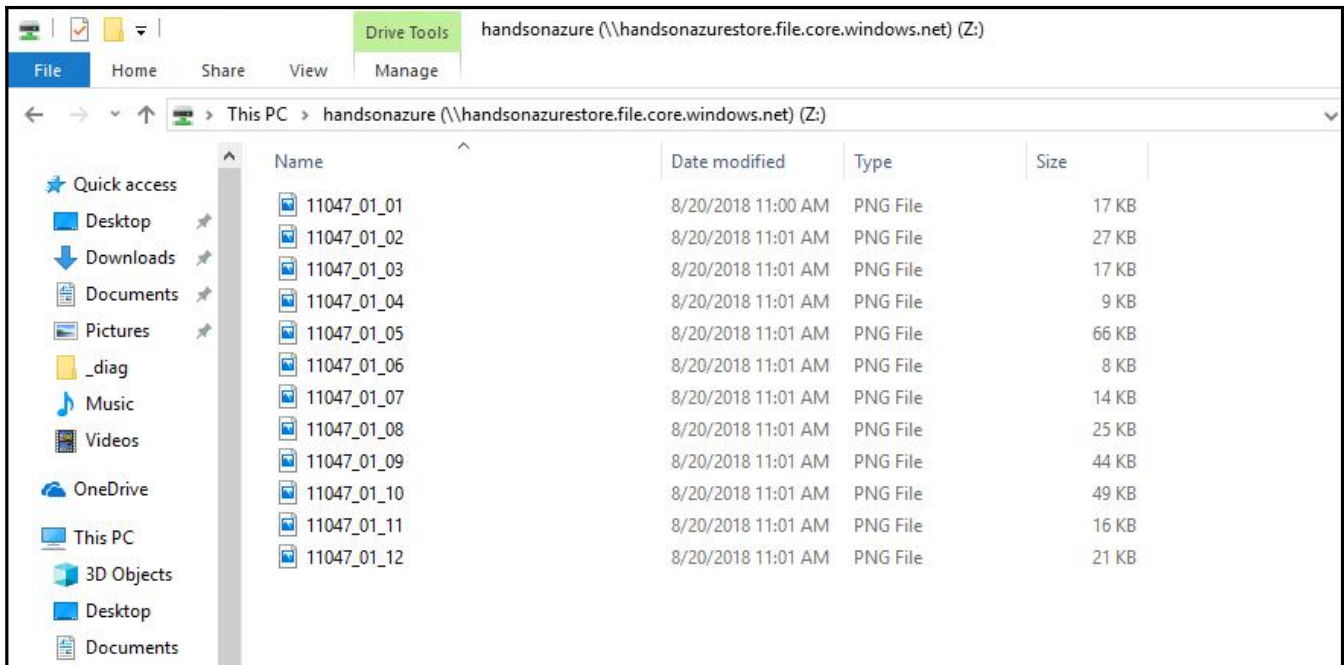 Drive Tools handsonazure (\\handsonazurestore.file.core.windows.net) (Z:)
File Home Share View Manage
This PC > handsonazure (\\handsonazurestore.file.core.windows.net) (Z:)
Quick access
Desktop
Downloads
Documents
Pictures
_diag
Music
Videos
OneDrive
This PC
3D Objects
Desktop
Documents
Name Date modified Type Size
11047_01_01 8/20/2018 11:00 AM PNG File 17 KB
11047_01_02 8/20/2018 11:01 AM PNG File 27 KB
11047_01_03 8/20/2018 11:01 AM PNG File 17 KB
11047_01_04 8/20/2018 11:01 AM PNG File 9 KB
11047_01_05 8/20/2018 11:01 AM PNG File 66 KB
11047_01_06 8/20/2018 11:01 AM PNG File 8 KB
11047_01_07 8/20/2018 11:01 AM PNG File 14 KB
11047_01_08 8/20/2018 11:01 AM PNG File 25 KB
11047_01_09 8/20/2018 11:01 AM PNG File 44 KB
11047_01_10 8/20/2018 11:01 AM PNG File 49 KB
11047_01_11 8/20/2018 11:01 AM PNG File 16 KB
11047_01_12 8/20/2018 11:01 AM PNG File 21 KB